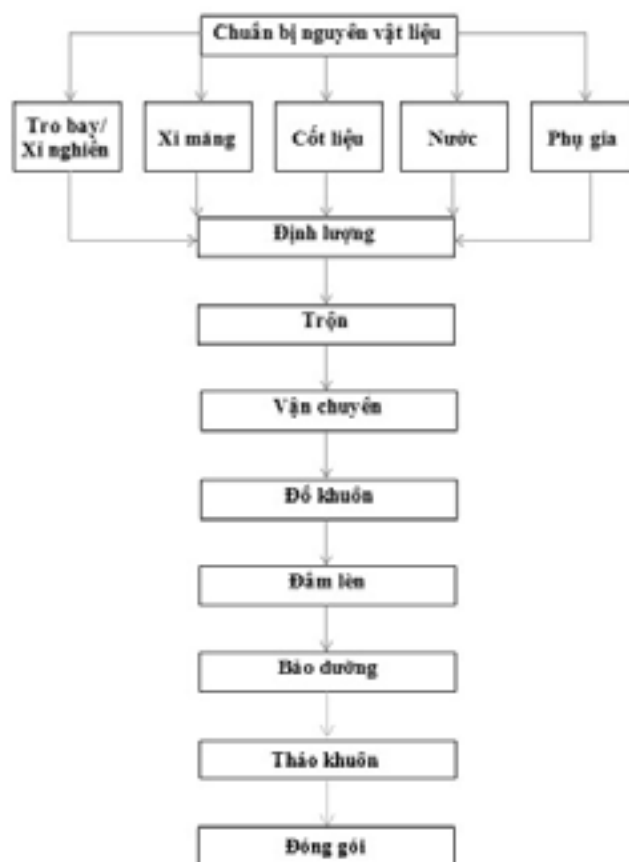 Chuẩn bị nguyên vật liệu
Tro bay/
Xỉ nghiền
Xi măng
Cốt liệu
Nước
Phụ gia
Định lượng
Trộn
Vận chuyển
Đổ khuôn
Đầm lèn
Bảo dưỡng
Tháo khuôn
Đóng gói